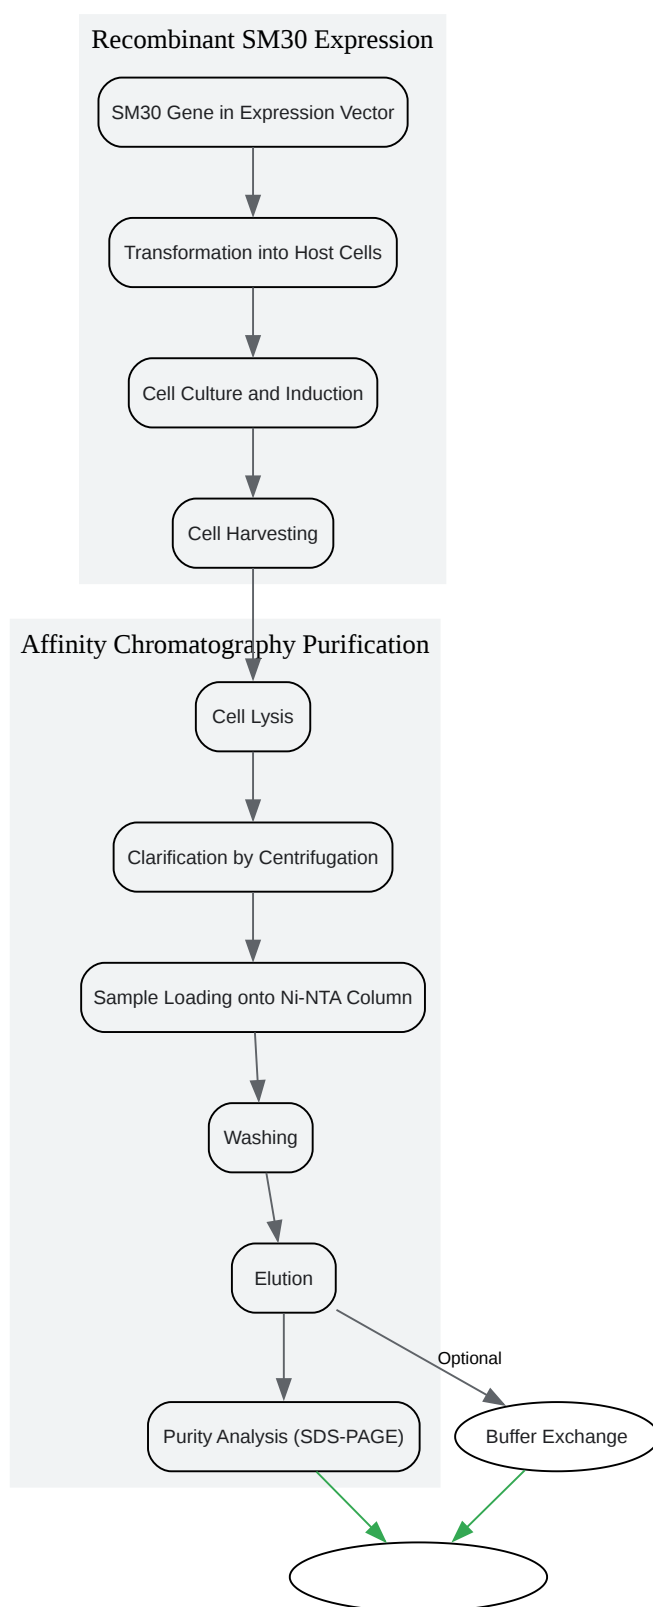 Recombinant SM30 Expression
SM30 Gene in Expression Vector
Transformation into Host Cells
Cell Culture and Induction
Cell Harvesting
Affinity Chromatography Purification
Cell Lysis
Clarification by Centrifugation
Sample Loading onto Ni-NTA Column
Washing
Elution
Optional
Purity Analysis (SDS-PAGE)
Buffer Exchange